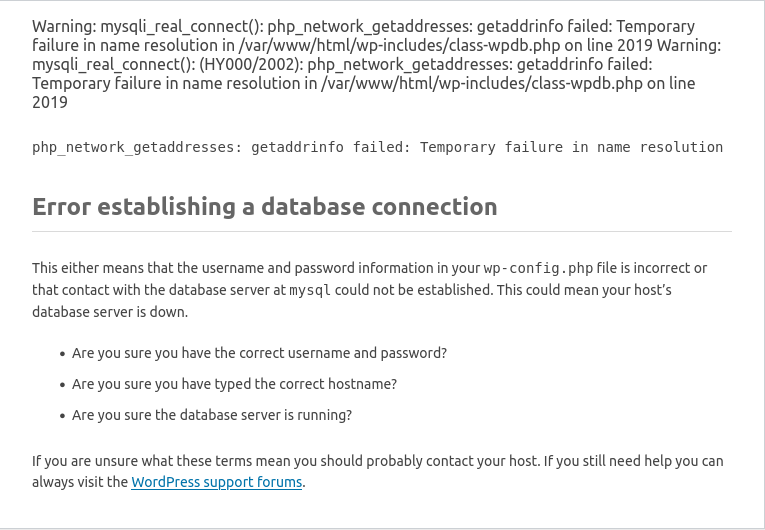 Warning: mysqli_real_connect(): php_network_getaddresses: getaddrinfo failed: Temporary
failure in name resolution in /var/www/html/wp-includes/class-wpdb.php on line 2019 Warning:
mysqli_real_connect(): (HY000/2002): php_network_getaddresses: getaddrinfo failed:
Temporary failure in name resolution in /var/www/html/wp-includes/class-wpdb.php on line
2019
php_network_getaddresses: getaddrinfo failed: Temporary failure in name resolution
Error establishing a database connection
This either means that the username and password information in your wp-config.php file is incorrect or
that contact with the database server at mysql could not be established. This could mean your host’s
database server is down.
• Are you sure you have the correct username and password?
• Are you sure you have typed the correct hostname?
• Are you sure the database server is running?
If you are unsure what these terms mean you should probably contact your host. If you still need help you can
always visit the WordPress support forums.